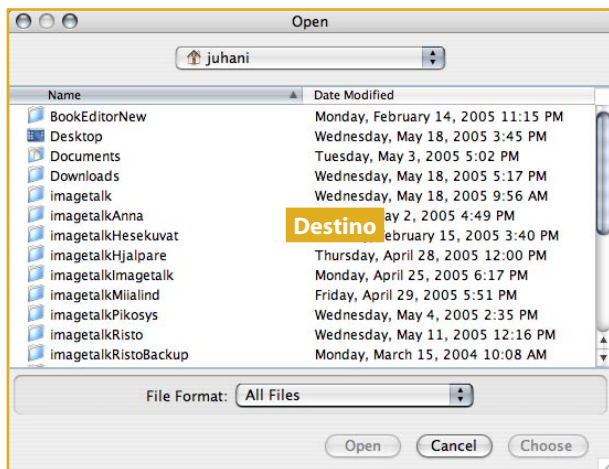 Open
juhani
Name Date Modified
BookEditorNew Monday, February 14, 2005 11:15 PM
Desktop Wednesday, May 18, 2005 3:45 PM
Documents Tuesday, May 3, 2005 5:02 PM
Downloads Wednesday, May 18, 2005 5:17 PM
imagetalk Wednesday, May 18, 2005 9:56 AM
imagetalkAnna 2, 2005 4:49 PM
Destino
imagetalkHesekuvat 15, 2005 3:40 PM
imagetalkHjalpare Thursday, April 28, 2005 12:00 PM
imagetalkImagetalk Monday, April 25, 2005 6:17 PM
imagetalkMiialind Friday, April 29, 2005 5:51 PM
imagetalkPikosys Wednesday, May 4, 2005 2:35 PM
imagetalkRisto Wednesday, May 11, 2005 12:16 PM
imagetalkRistoBackup Monday, March 15, 2004 10:08 AM
File Format: All Files
Open Cancel Choose